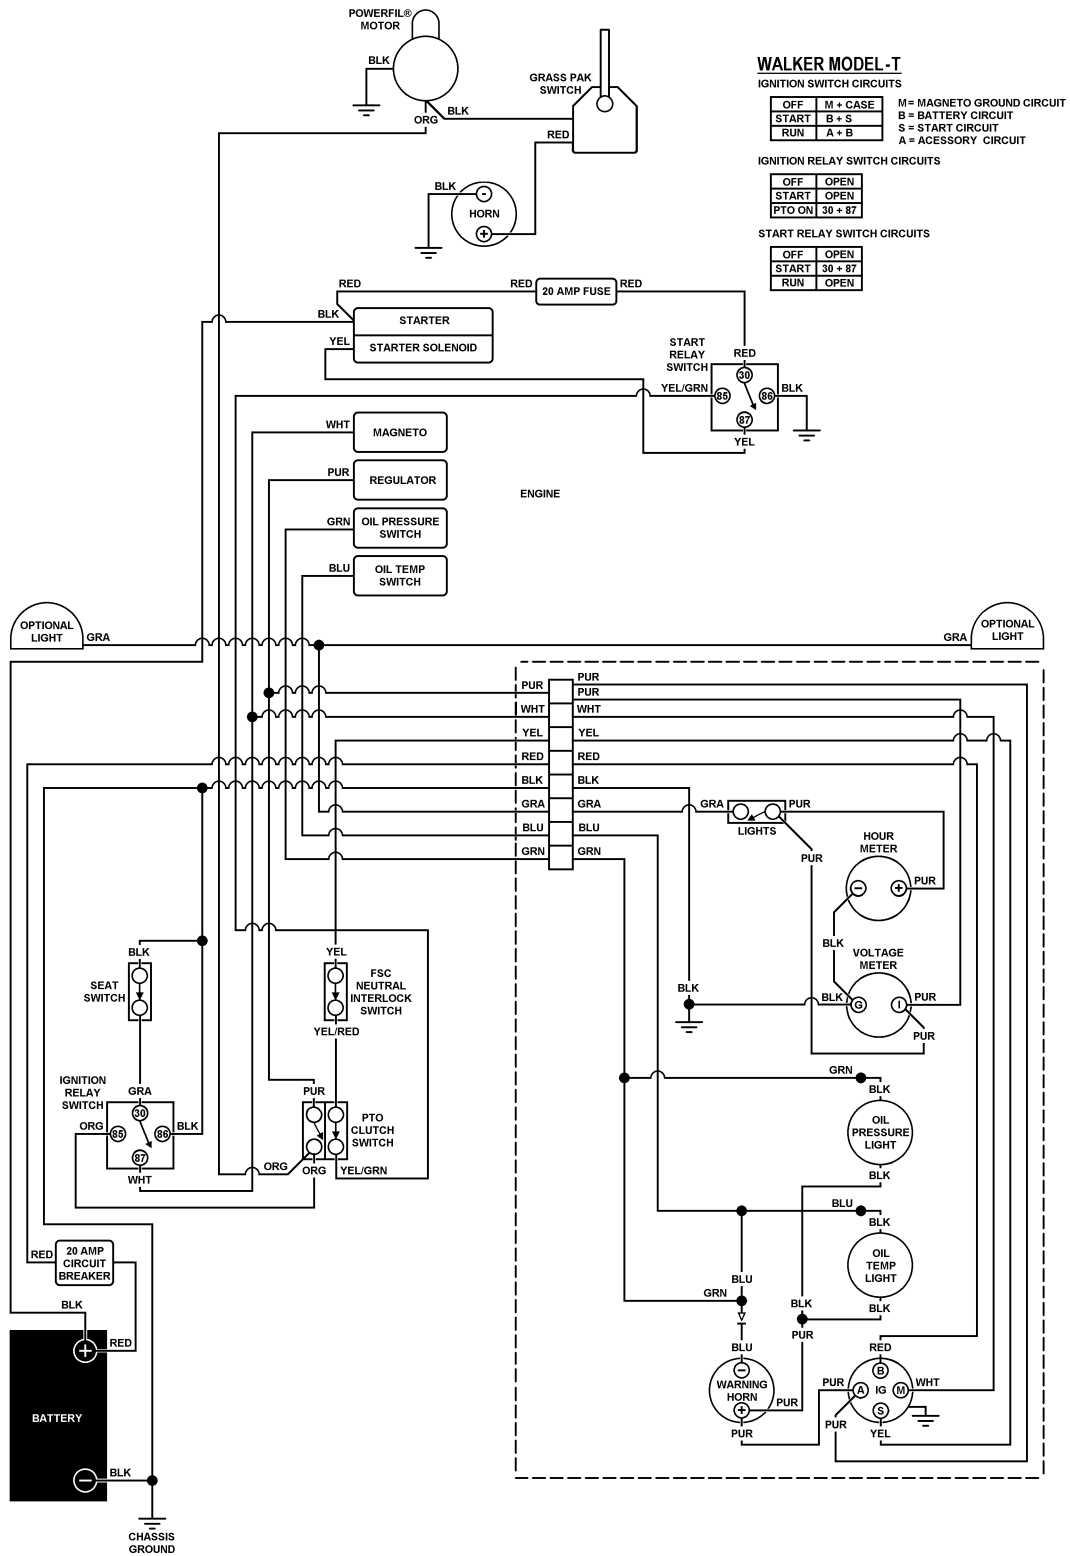 POWERFIL®
MOTOR
BLK
ORG
BLK
GRASS PAK
SWITCH
RED
BLK
-
HORN
+
WALKER MODEL-T
IGNITION SWITCH CIRCUITS
OFF M + CASE
START B + S
RUN A + B
M= MAGNETO GROUND CIRCUIT
B = BATTERY CIRCUIT
S = START CIRCUIT
A = ACESSORY CIRCUIT
IGNITION RELAY SWITCH CIRCUITS
OFF OPEN
START OPEN
PTO ON 30 + 87
START RELAY SWITCH CIRCUITS
OFF OPEN
START 30 + 87
RUN OPEN
RED
RED
20 AMP FUSE
RED
BLK
STARTER
YEL
STARTER SOLENOID
START
RELAY
SWITCH
RED
30
YEL/GRN
85
86
BLK
87
YEL
WHT
MAGNETO
PUR
REGULATOR
ENGINE
GRN
OIL PRESSURE
SWITCH
BLU
OIL TEMP
SWITCH
OPTIONAL
LIGHT
GRA
GRA
OPTIONAL
LIGHT
PUR
PUR
PUR
WHT
WHT
YEL
YEL
RED
RED
BLK
BLK
GRA
GRA
BLU
BLU
GRN
GRN
GRA
PUR
LIGHTS
PUR
HOUR
METER
−
+
PUR
BLK
VOLTAGE
METER
BLK
BLK
G
I
PUR
PUR
BLK
SEAT
SWITCH
YEL
FSC
NEUTRAL
INTERLOCK
SWITCH
YEL/RED
IGNITION
RELAY
SWITCH
GRA
30
ORG
85
86
BLK
87
WHT
PUR
PTO
CLUTCH
SWITCH
ORG
ORG
YEL/GRN
GRN
BLK
OIL
PRESSURE
LIGHT
BLK
BLU
BLK
OIL
TEMP
LIGHT
BLK
BLU
GRN
BLK
PUR
BLU
−
WARNING
HORN
+
PUR
PUR
RED
B
PUR
A
IG
M
WHT
S
PUR
YEL
RED
20 AMP
CIRCUIT
BREAKER
BLK
+
RED
BATTERY
−
BLK
CHASSIS
GROUND